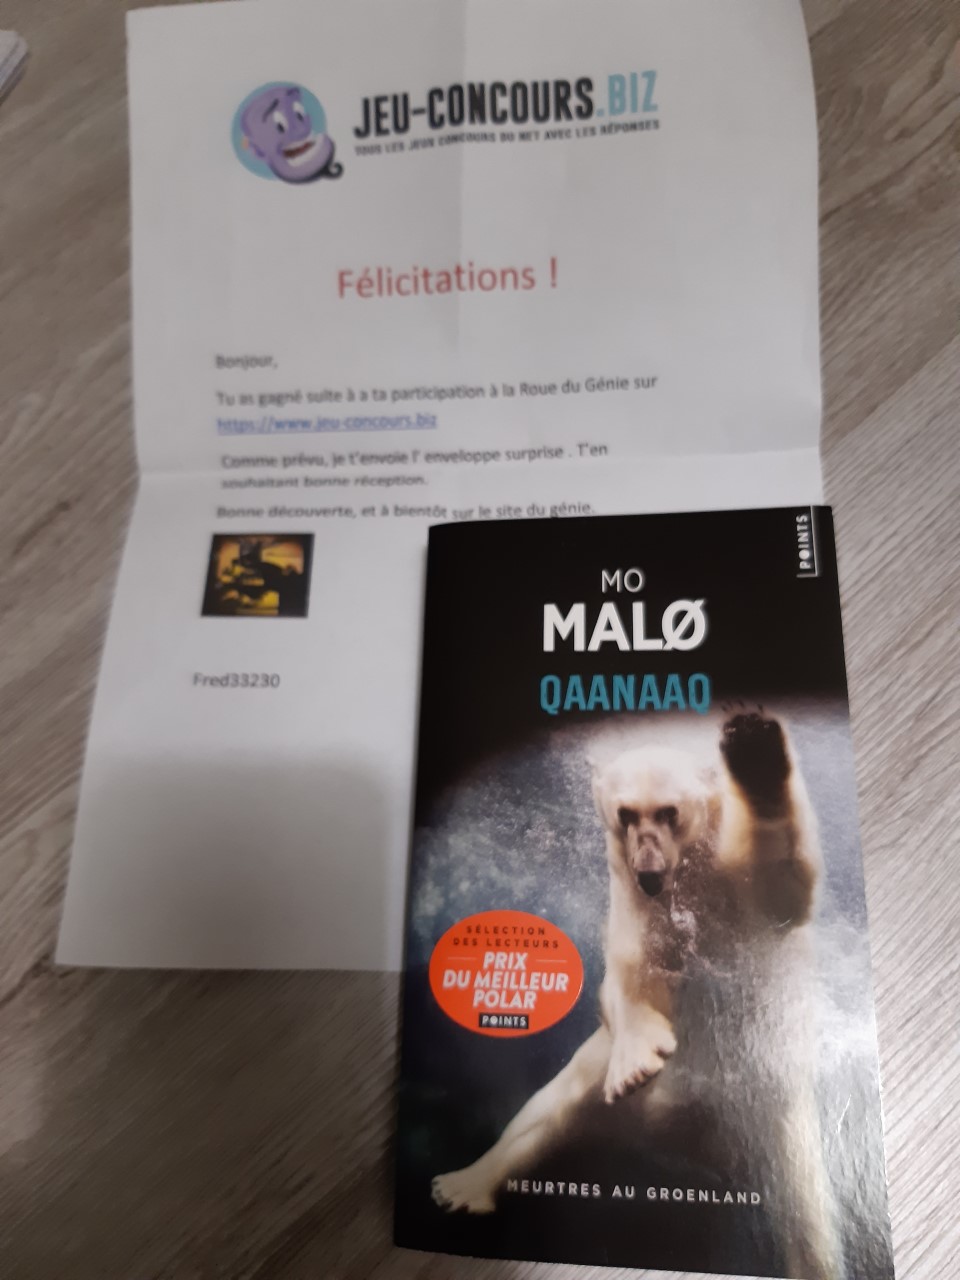 JEU-CONCOURS.BIZ
TOUS LES JEUX CONCOURS DU NET AVEC LES RÉPONSES
Félicitations !
Bonjour,
Tu as gagné suite à a ta participation à la Roue du Génie sur
https://www.jeu-concours.biz
Comme prévu, je t'envoie l' enveloppe surprise . T'en
souhaitant bonne réception.
Bonne découverte, et à bientôt sur le site du génie.
Fred33230
POINTS
MO
MALØ
QAANAAQ
SÉLECTION
DES LECTEURS
PRIX
DU MEILLEUR
POLAR
POINTS
MEURTRES AU GROENLAND